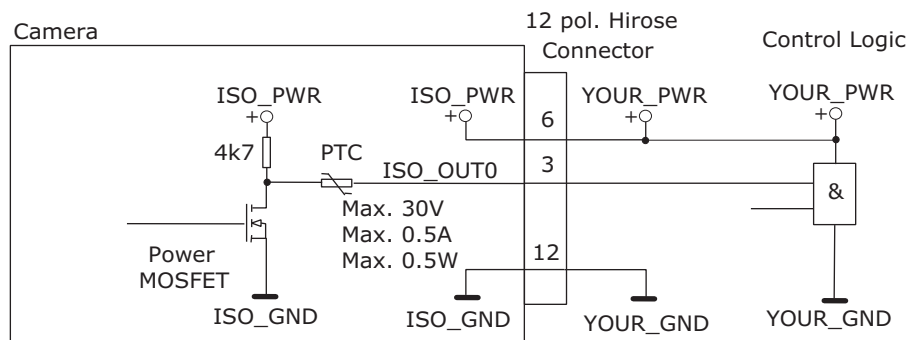 Camera
12 pol. Hirose
Connector
Control Logic
ISO_PWR
+
ISO_PWR
+
YOUR_PWR
+
YOUR_PWR
+
6
4k7
PTC
ISO_OUT0
3
&
Max. 30V
Max. 0.5A
Max. 0.5W
Power
MOSFET
12
ISO_GND
ISO_GND
YOUR_GND
YOUR_GND